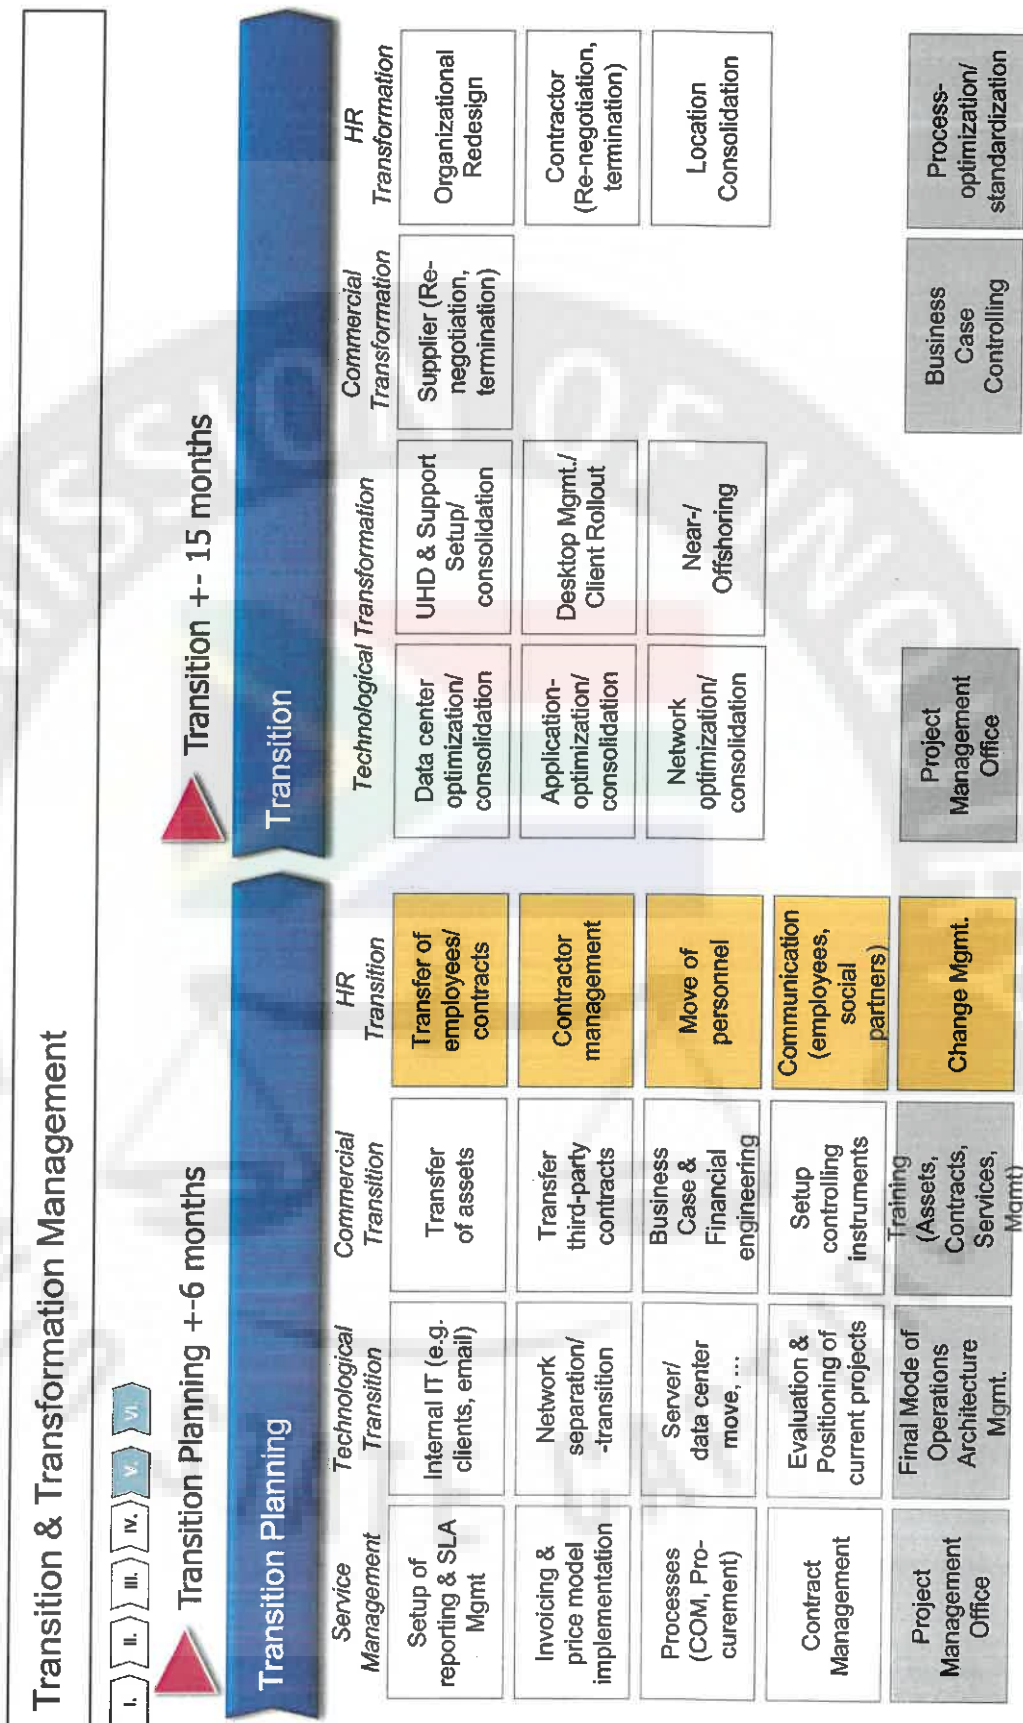 Transition & Transformation Management
I.
II.
III.
IV.
V.
VI.
Transition Planning +-6 months
Transition +- 15 months
Transition Planning
Transition
Service
Management
Technological
Transition
Commercial
Transition
HR
Transition
Technological Transformation
Commercial
Transformation
HR
Transformation
Setup of
reporting & SLA
Mgmt
Internal IT (e.g.
clients, email)
Transfer
of assets
Transfer of
employees/
contracts
Data center
optimization/
consolidation
UHD & Support
Setup/
consolidation
Supplier (Re-
negotiation,
termination)
Organizational
Redesign
Invoicing &
price model
implementation
Network
separation/
-transition
Transfer
third-party
contracts
Contractor
management
Application-
optimization/
consolidation
Desktop Mgmt./
Client Rollout
Contractor
(Re-negotiation,
termination)
Processes
(COM, Pro-
curement)
Server/
data center
move, ...
Business
Case &
Financial
engineering
Move of
personnel
Network
optimization/
consolidation
Near-/
Offshoring
Location
Consolidation
Contract
Management
Evaluation &
Positioning of
current projects
Setup
controlling
instruments
Communication
(employees,
social
partners)
Project
Management
Office
Final Mode of
Operations
Architecture
Mgmt.
Training
(Assets,
Contracts,
Services,
Mgmt)
Change Mgmt.
Project
Management
Office
Business
Case
Controlling
Process-
optimization/
standardization